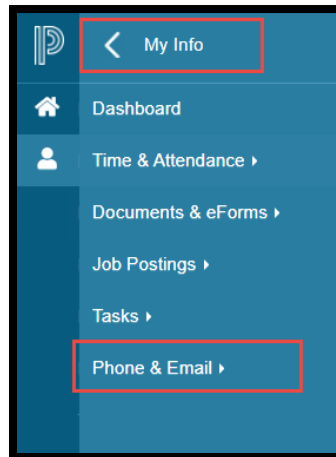 My Info
Dashboard
Time & Attendance
Documents & eForms
Job Postings
Tasks
Phone & Email